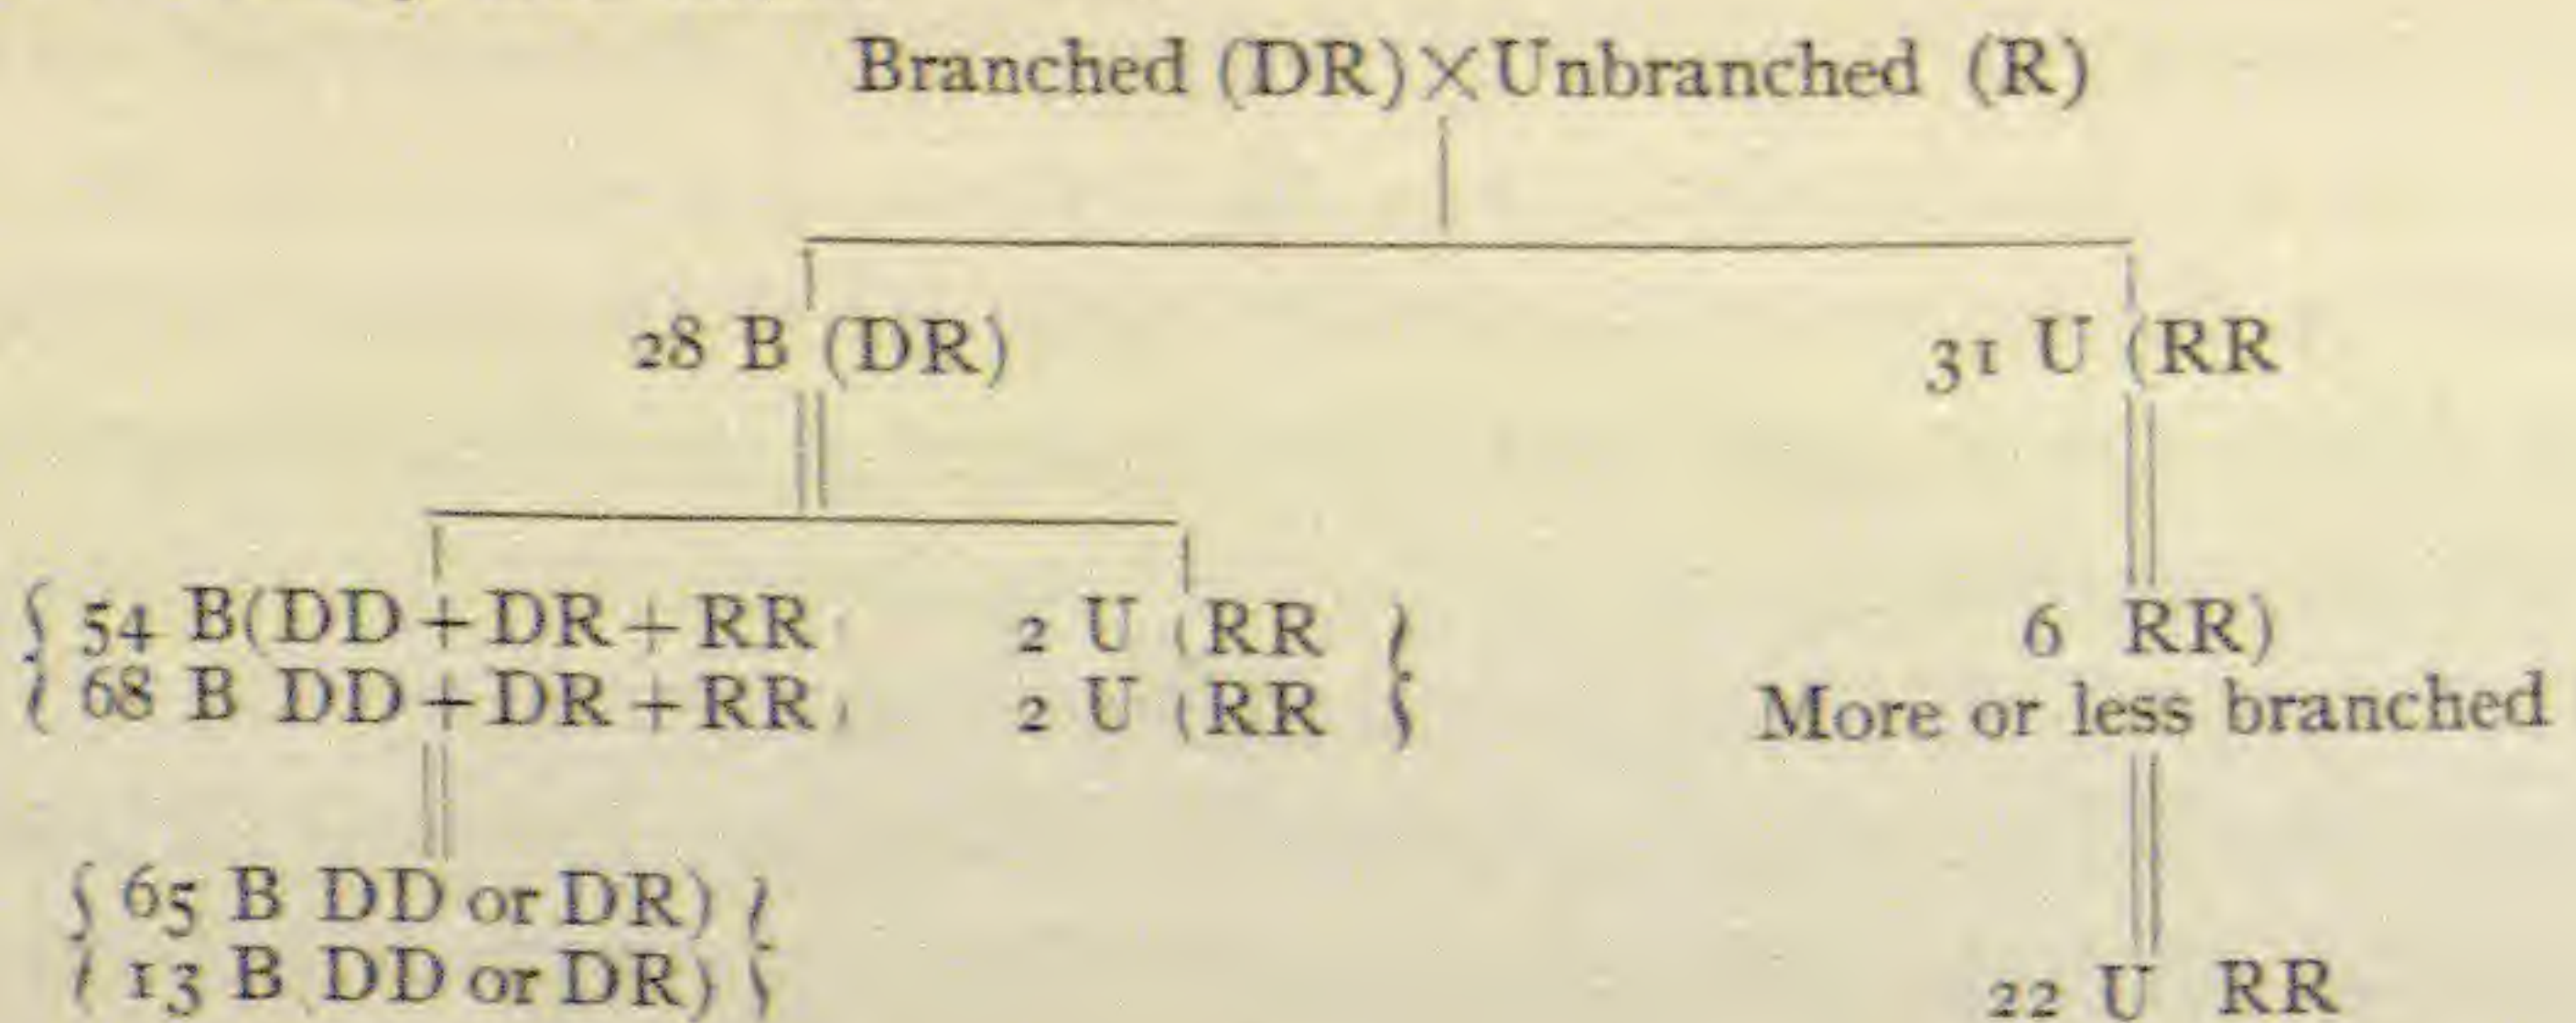 Branched (DR)×Unbranched (R)
28 B (DR) 31 U (RR
54 B(DD+DR+RR 2 U (RR
6 RR)
68 B DD+DR+RR) 2 U (RR
More or less branched
65 B DD or DR)
13 B DD or DR)
22 U RR